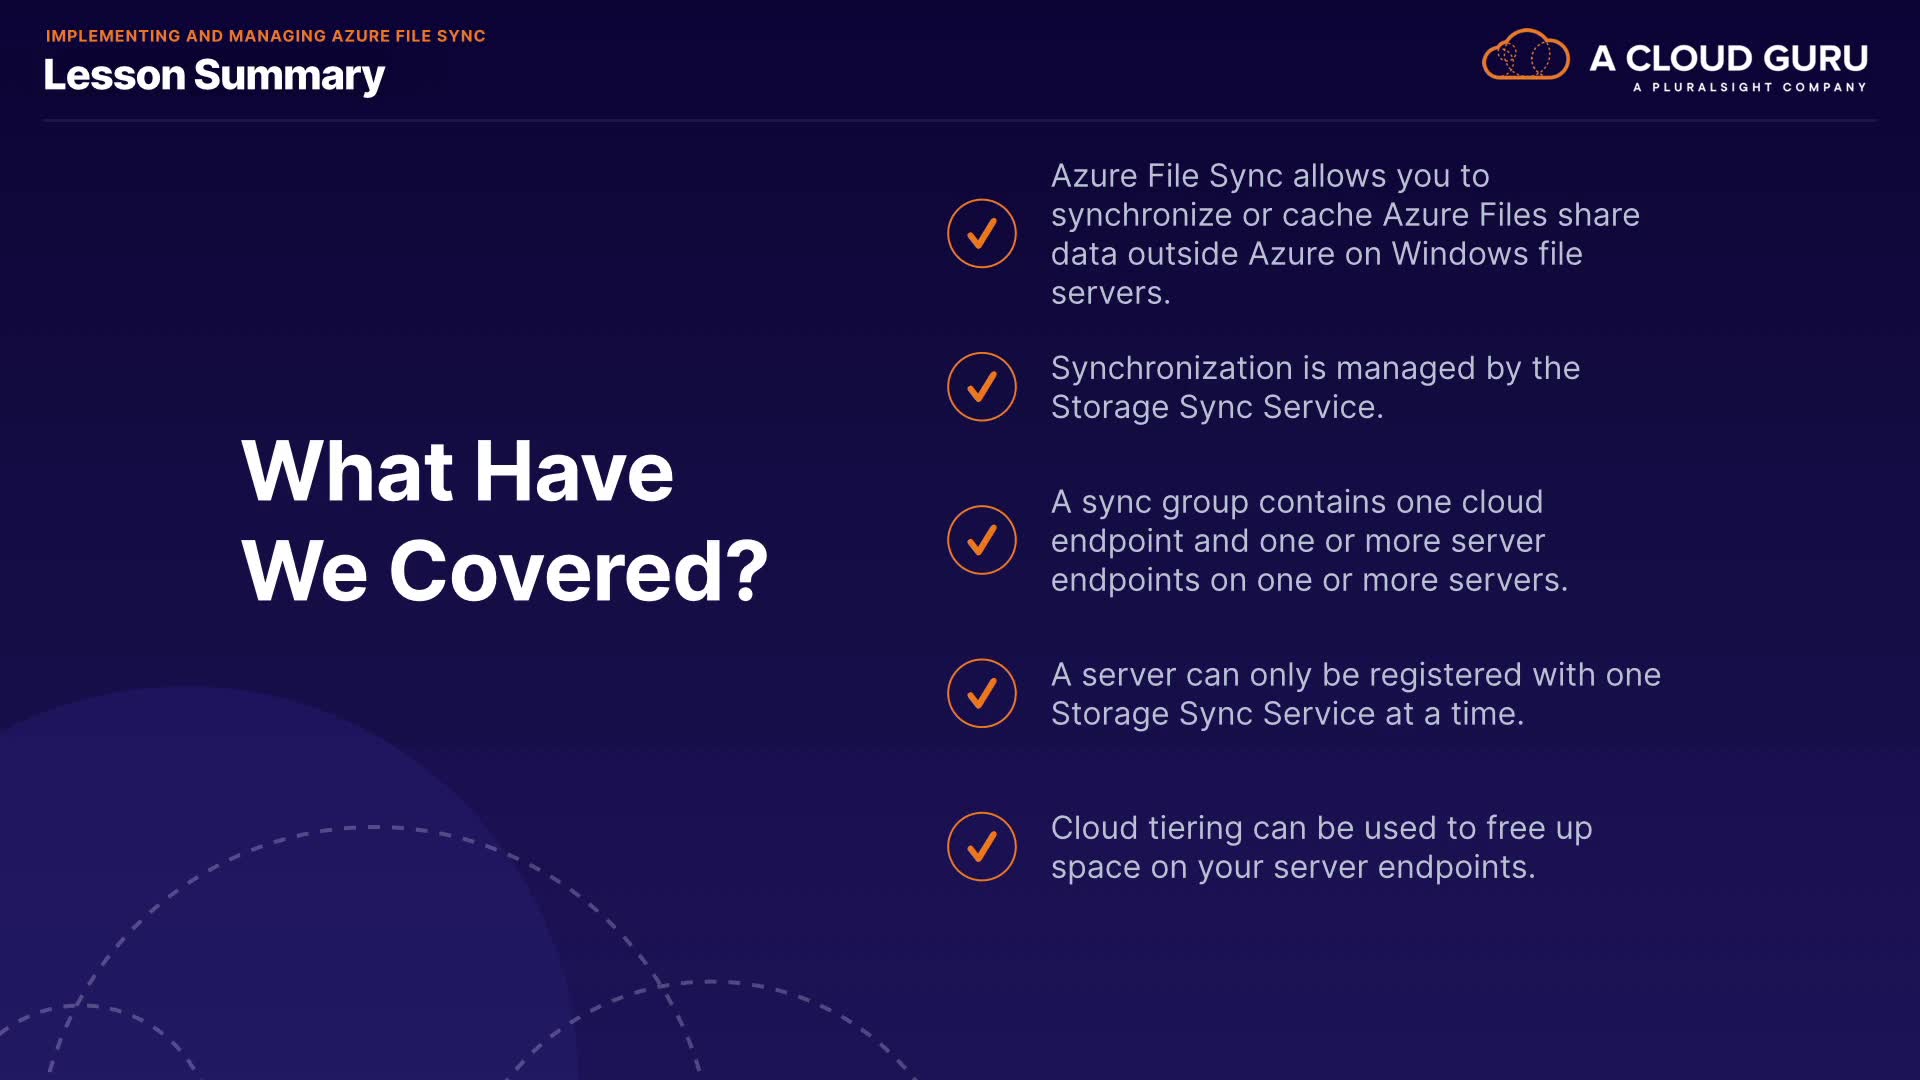 IMPLEMENTING AND MANAGING AZURE FILE SYNC
Lesson Summary
A CLOUD GURU
A PLURALSIGHT COMPANY
What Have
We Covered?
Azure File Sync allows you to
synchronize or cache Azure Files share
data outside Azure on Windows file
servers.
Synchronization is managed by the
Storage Sync Service.
A sync group contains one cloud
endpoint and one or more server
endpoints on one or more servers.
A server can only be registered with one
Storage Sync Service at a time.
Cloud tiering can be used to free up
space on your server endpoints.